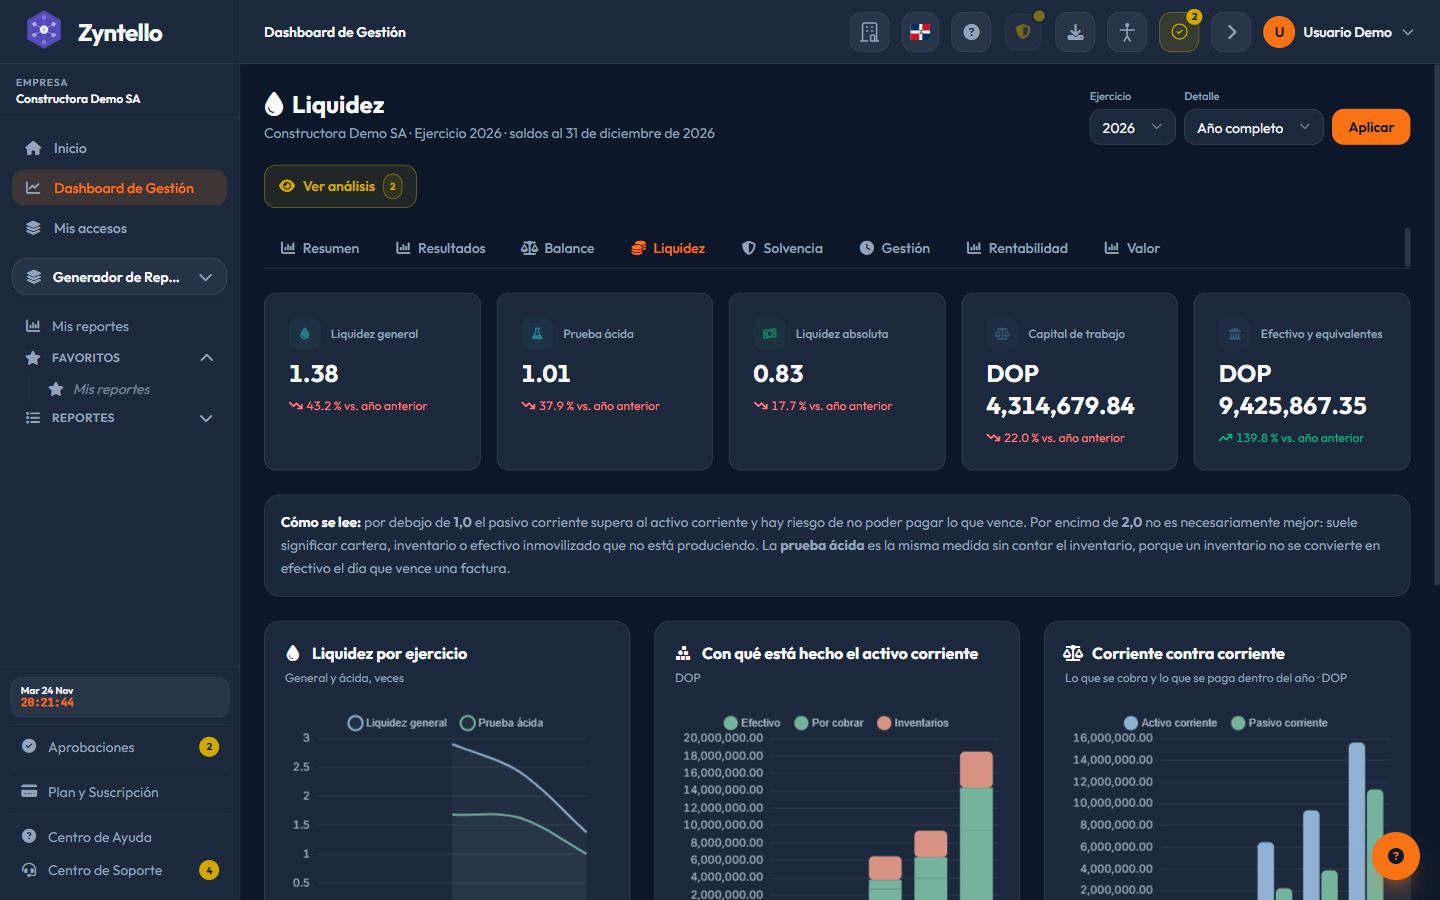 Zyntello
Dashboard de Gestión
2
U
Usuario Demo
EMPRESA
Constructora Demo SA
Inicio
Dashboard de Gestión
Mis accesos
Generador de Rep...
Mis reportes
FAVORITOS
Mis reportes
REPORTES
Mar 24 Nov
20:21:44
Aprobaciones
2
Plan y Suscripción
Centro de Ayuda
Centro de Soporte
4
Liquidez
Constructora Demo SA · Ejercicio 2026 · saldos al 31 de diciembre de 2026
Ejercicio
Detalle
2026
Año completo
Aplicar
Ver análisis
2
Resumen
Resultados
Balance
Liquidez
Solvencia
Gestión
Rentabilidad
Valor
Liquidez general
1.38
43.2 % vs. año anterior
Prueba ácida
1.01
37.9 % vs. año anterior
Liquidez absoluta
0.83
17.7 % vs. año anterior
Capital de trabajo
DOP
4,314,679.84
22.0 % vs. año anterior
Efectivo y equivalentes
DOP
9,425,867.35
139.8 % vs. año anterior
Cómo se lee: por debajo de 1,0 el pasivo corriente supera al activo corriente y hay riesgo de no poder pagar lo que vence. Por encima de 2,0 no es necesariamente mejor: suele
significar cartera, inventario o efectivo inmovilizado que no está produciendo. La prueba ácida es la misma medida sin contar el inventario, porque un inventario no se convierte en
efectivo el día que vence una factura.
Liquidez por ejercicio
General y ácida, veces
Liquidez general
Prueba ácida
3
2.5
2
1.5
1
0.5
Con qué está hecho el activo corriente
DOP
Efectivo
Por cobrar
Inventarios
20,000,000.00
18,000,000.00
16,000,000.00
14,000,000.00
12,000,000.00
10,000,000.00
8,000,000.00
6,000,000.00
4,000,000.00
2,000,000.00
Corriente contra corriente
Lo que se cobra y lo que se paga dentro del año · DOP
Activo corriente
Pasivo corriente
16,000,000.00
14,000,000.00
12,000,000.00
10,000,000.00
8,000,000.00
6,000,000.00
4,000,000.00
2,000,000.00